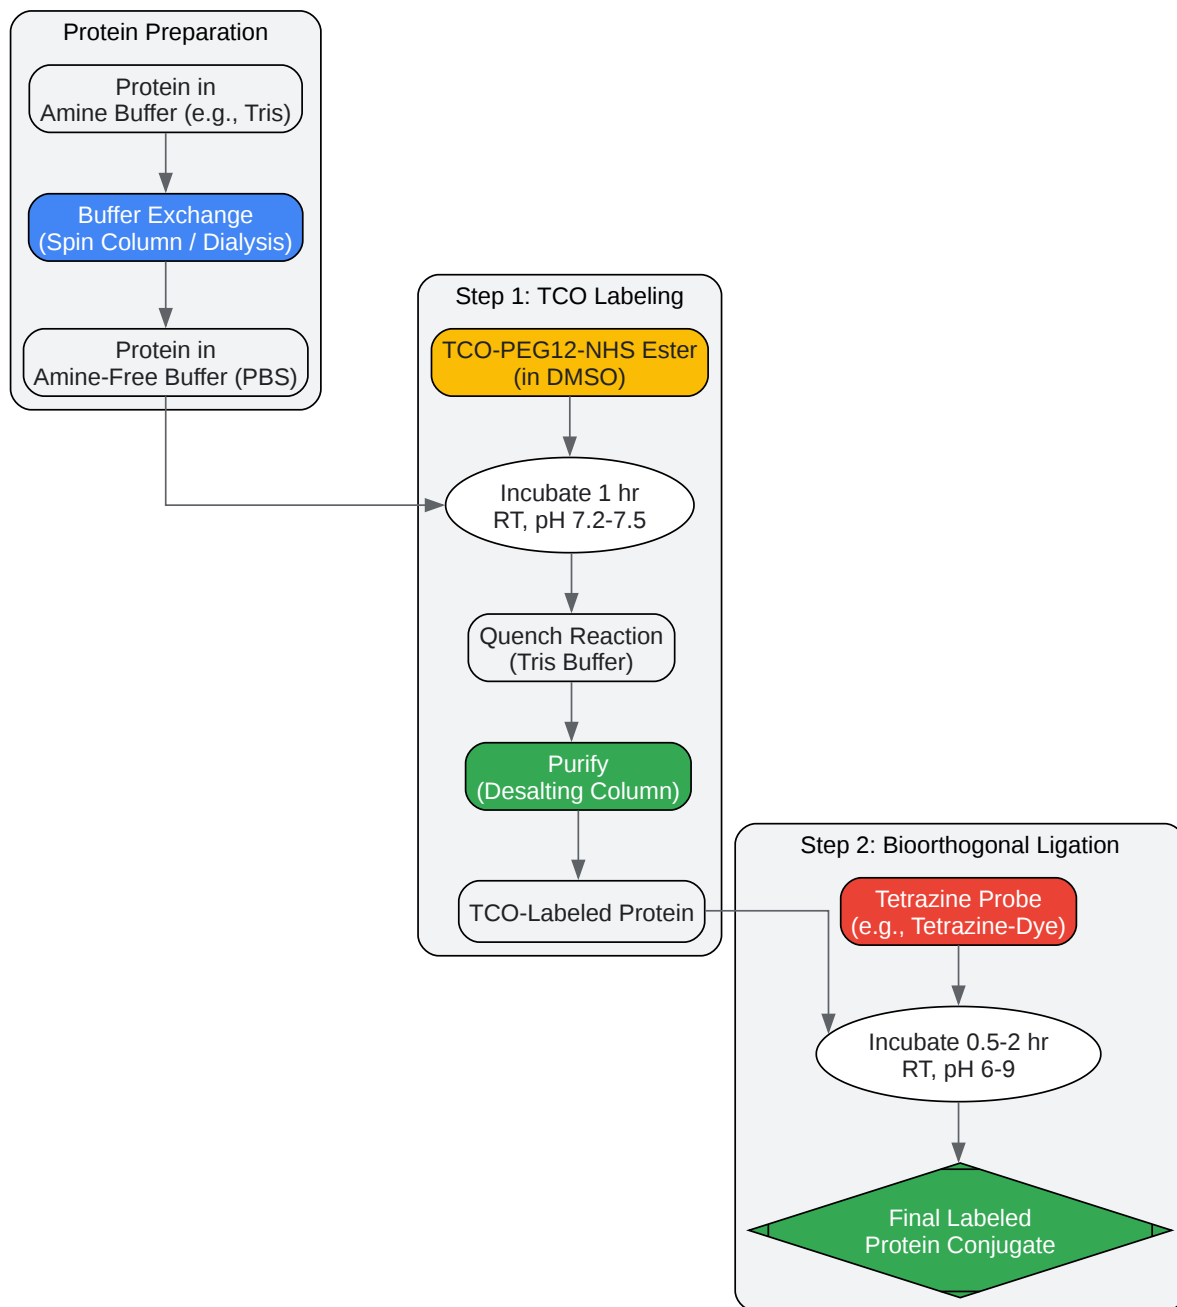 Protein Preparation
Protein in
Amine Buffer (e.g., Tris)
Buffer Exchange
(Spin Column / Dialysis)
Protein in
Amine-Free Buffer (PBS)
Step 1: TCO Labeling
TCO-PEG12-NHS Ester
(in DMSO)
Incubate 1 hr
RT, pH 7.2-7.5
Quench Reaction
(Tris Buffer)
Purify
(Desalting Column)
TCO-Labeled Protein
Step 2: Bioorthogonal Ligation
Tetrazine Probe
(e.g., Tetrazine-Dye)
Incubate 0.5-2 hr
RT, pH 6-9
Final Labeled
Protein Conjugate